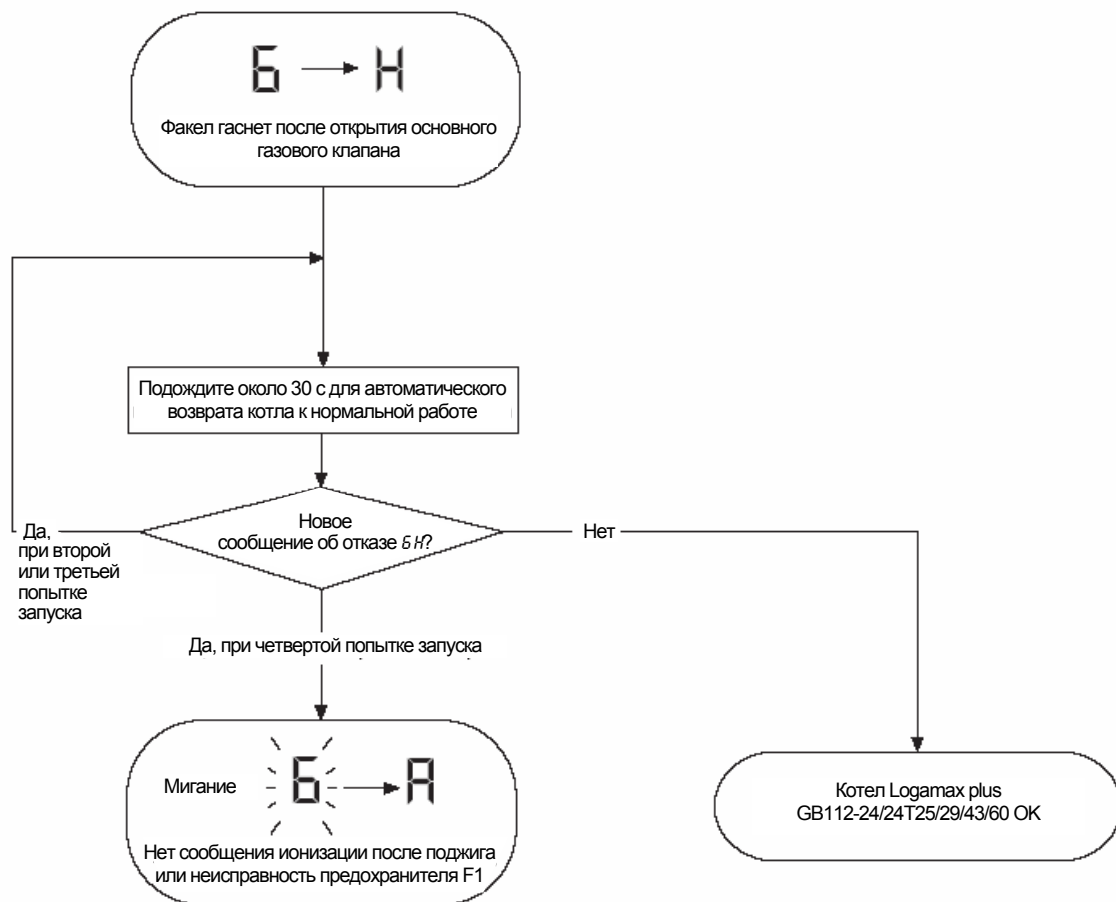 6 → H
Факел гаснет после открытия основного
газового клапана
Подождите около 30 с для автоматического
возврата котла к нормальной работе
Новое
сообщение об отказе 6H?
Да,
при второй
или третьей
попытке
запуска
Нет
Да, при четвертой попытке запуска
Мигание 6 → A
Нет сообщения ионизации после поджига
или неисправность предохранителя F1
Котел Logamax plus
GB112-24/24T25/29/43/60 OK